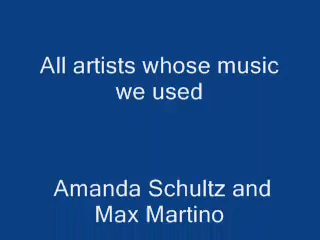 All artists whose music
we used
Amanda Schultz and
Max Martino